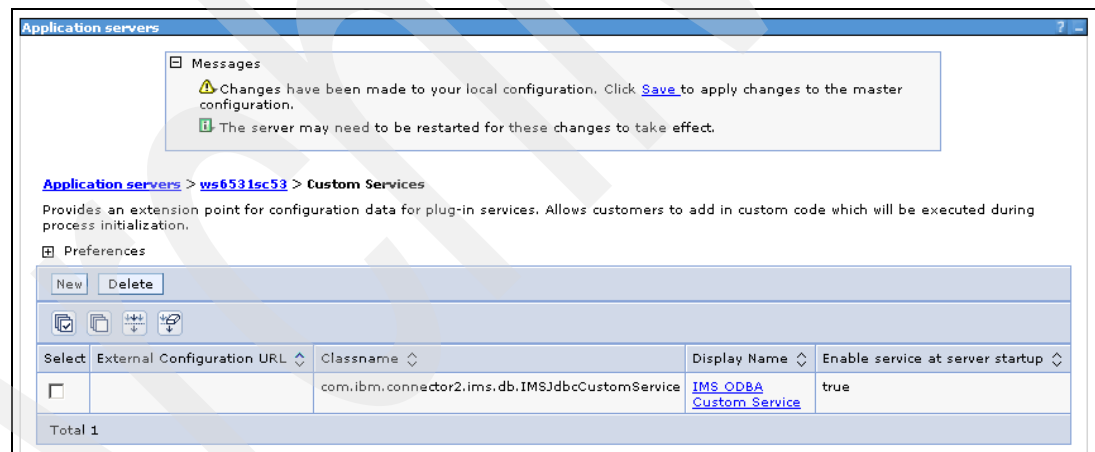 Application servers ? –
Messages
Changes have been made to your local configuration. Click Save to apply changes to the master
configuration.
The server may need to be restarted for these changes to take effect.
Application servers > ws6531sc53 > Custom Services
Provides an extension point for configuration data for plug-in services. Allows customers to add in custom code which will be executed during
process initialization.
Preferences
New Delete
Select External Configuration URL Classname Display Name Enable service at server startup
com.ibm.connector2.ims.db.IMSJdbcCustomService IMS ODBA true
Custom Service
Total 1